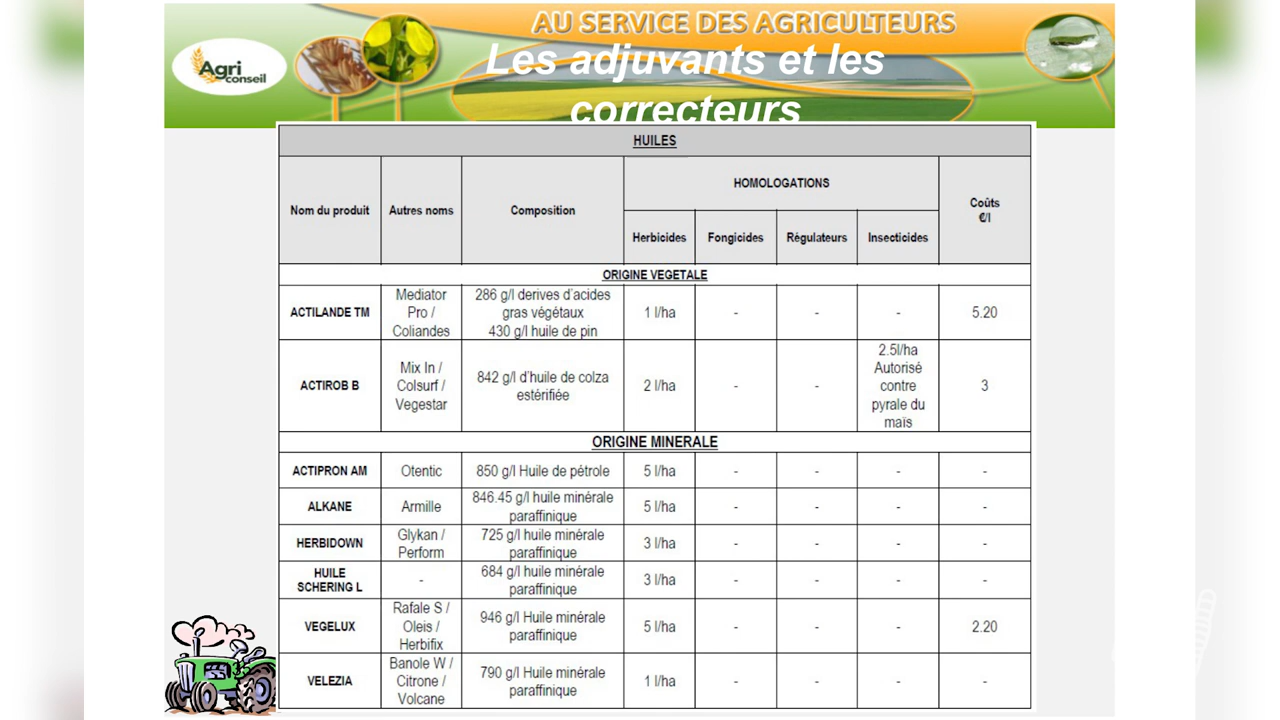 AU SERVICE DES AGRICULTEURS
Agri
conseil
Les adjuvants et les
correcteurs
HUILES
Nom du produit Autres noms Composition HOMOLOGATIONS Coûts €/l
Herbicides Fongicides Régulateurs Insecticides
ORIGINE VEGETALE
ACTILANDE TM Mediator Pro / Coliandes 286 g/l derives d'acides gras végétaux 430 g/l huile de pin 1 l/ha - - - 5.20
ACTIROB B Mix In / Colsurf / Vegestar 842 g/l d'huile de colza estérifiée 2 l/ha - - 2.5l/ha Autorisé contre pyrale du maïs 3
ORIGINE MINERALE
ACTIPRON AM Otentic 850 g/l Huile de pétrole 5 l/ha - - - -
ALKANE Armille 846.45 g/l huile minérale paraffinique 5 l/ha - - - -
HERBIDOWN Glykan / Perform 725 g/l huile minérale paraffinique 3 l/ha - - - -
HUILE SCHERING L - 684 g/l huile minérale paraffinique 3 l/ha - - - -
VEGELUX Rafale S / Oleis / Herbifix 946 g/l Huile minérale paraffinique 5 l/ha - - - 2.20
VELEZIA Banole W / Citrone / Volcane 790 g/l Huile minérale paraffinique 1 l/ha - - - -